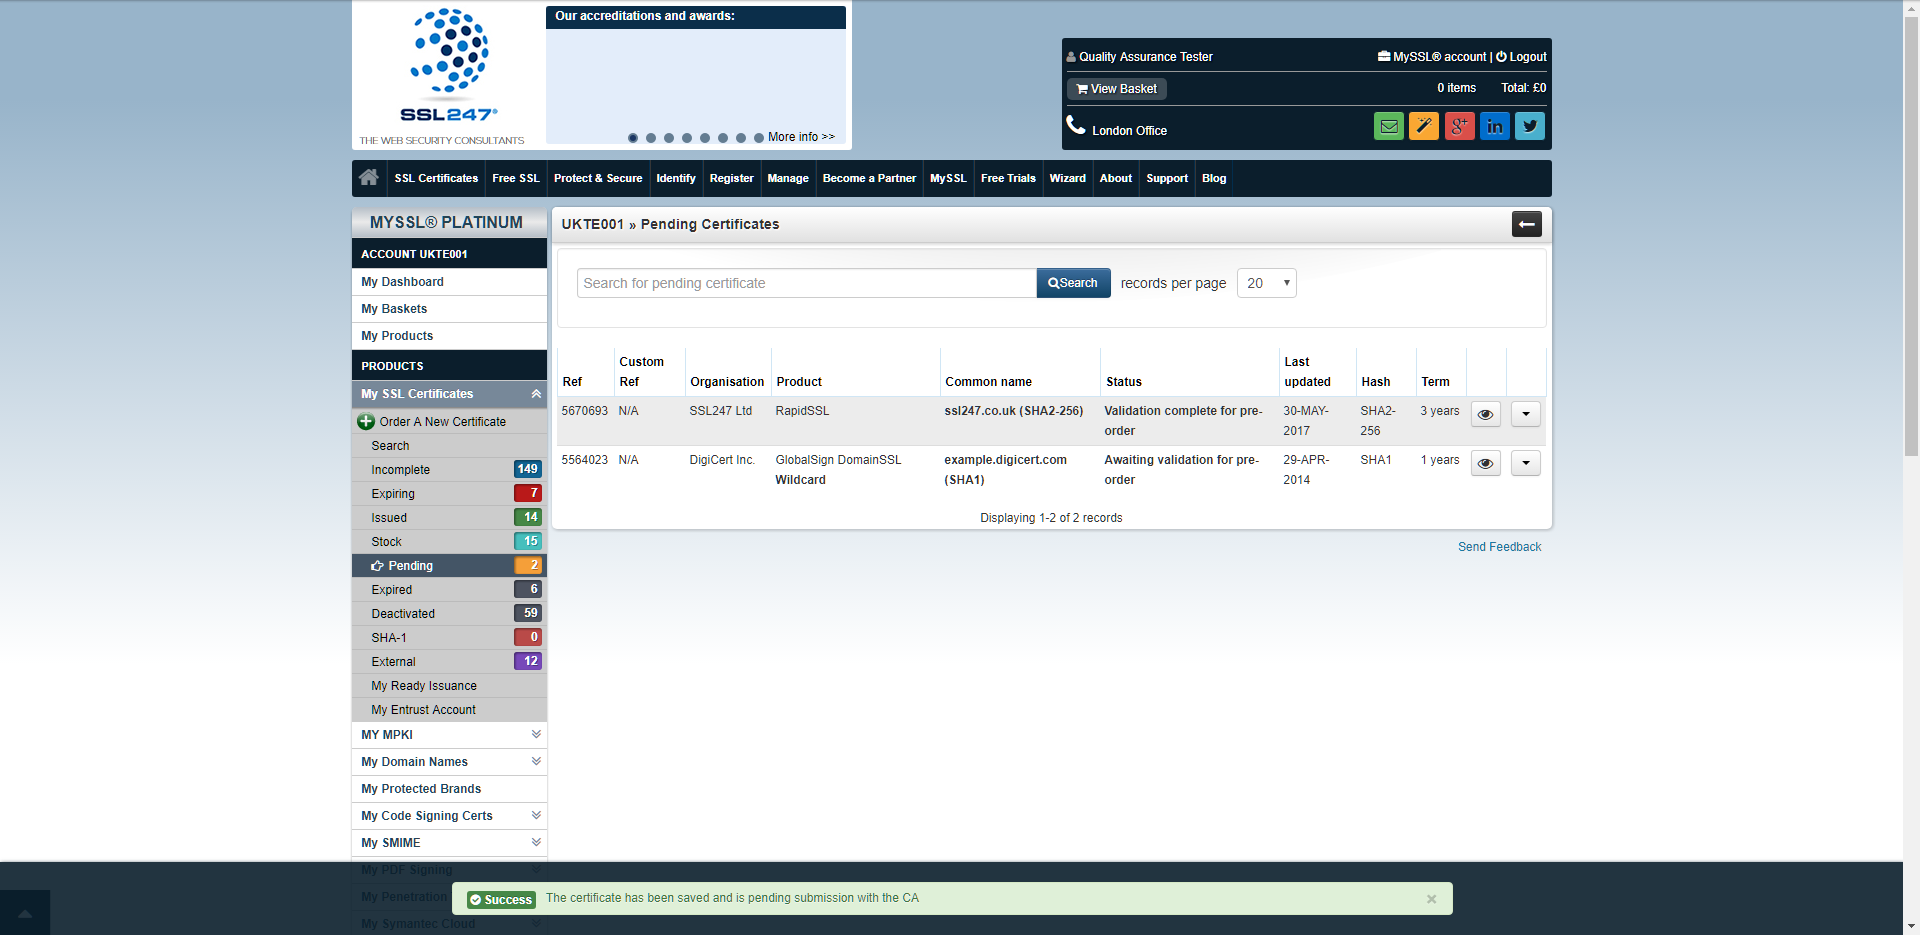 SSL247®
THE WEB SECURITY CONSULTANTS
Our accreditations and awards:
More info >>
Quality Assurance Tester
MySSL® account | Logout
View Basket
0 items
Total: £0
London Office
SSL Certificates
Free SSL
Protect & Secure
Identify
Register
Manage
Become a Partner
MySSL
Free Trials
Wizard
About
Support
Blog
MYSSL® PLATINUM
ACCOUNT UKTE001
My Dashboard
My Baskets
My Products
PRODUCTS
My SSL Certificates
Order A New Certificate
Search
Incomplete 149
Expiring 7
Issued 14
Stock 15
Pending 2
Expired 6
Deactivated 59
SHA-1 0
External 12
My Ready Issuance
My Entrust Account
MY MPKI
My Domain Names
My Protected Brands
My Code Signing Certs
My SMIME
My PDF Signing
My Penetration
My Symantec Cloud
UKTE001 » Pending Certificates
Search for pending certificate
Search
records per page
20
Ref
Custom
Ref
Organisation
Product
Common name
Status
Last
updated
Hash
Term
5670693
N/A
SSL247 Ltd
RapidSSL
ssl247.co.uk (SHA2-256)
Validation complete for pre-
order
30-MAY-
2017
SHA2-
256
3 years
5564023
N/A
DigiCert Inc.
GlobalSign DomainSSL
Wildcard
example.digicert.com
(SHA1)
Awaiting validation for pre-
order
29-APR-
2014
SHA1
1 years
Displaying 1-2 of 2 records
Send Feedback
Success
The certificate has been saved and is pending submission with the CA
×